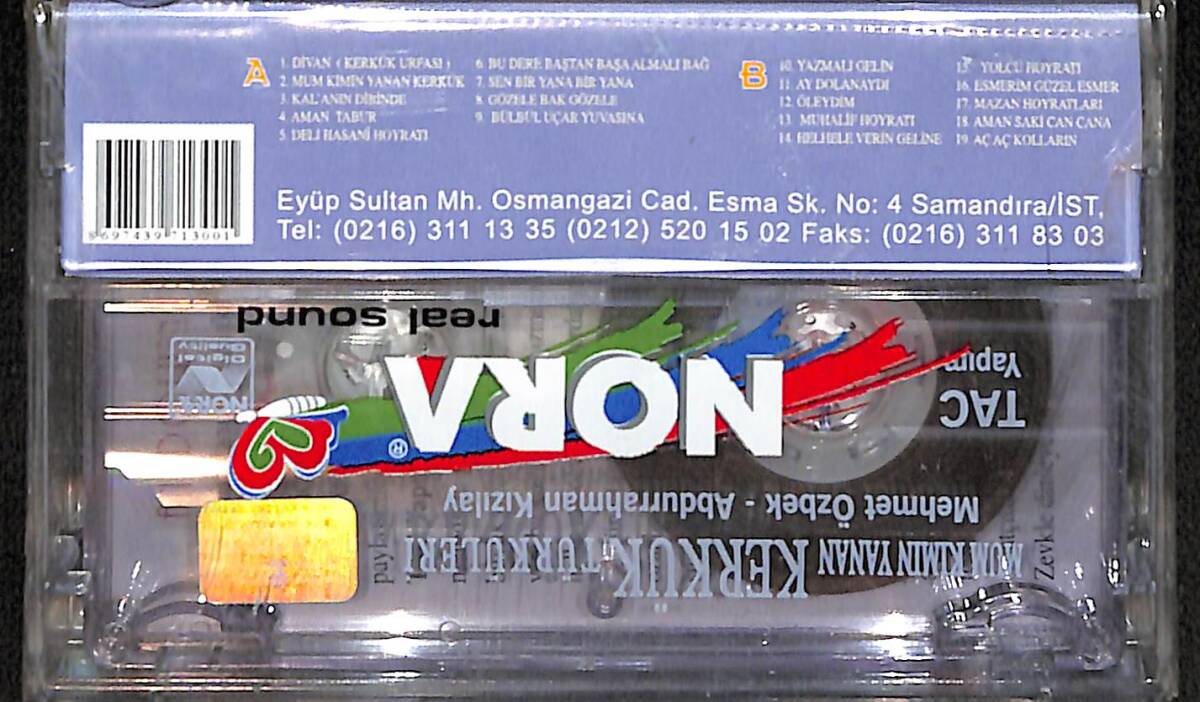 A
1. DİVAN ( KERKÜK URFASI )
2. MUM KİMİN YANAN KERKÜK
3. KAL'ANIN DİBİNDE
4. AMAN TABUR
5. DELİ HASANİ HOYRATI
6. BU DERE BAŞTAN BAŞA ALMALI BAĞ
7. SEN BİR YANA BİR YANA
8. GÖZELE BAK GÖZELE
9. BÜLBÜL UÇAR YUVASINA
B
10. YAZMALI GELİN
11. AY DOLANAYDI
12. ÖLEYDİM
13. MUHALİF HOYRATI
14. HELHELE VERİN GELİNE
15. YOLCU HOYRATI
16. ESMERİM GÜZEL ESMER
17. MAZAN HOYRATLARI
18. AMAN SAKİ CAN CANA
19. AÇ AÇ KOLLARIN
8697439713001
Eyüp Sultan Mh. Osmangazi Cad. Esma Sk. No: 4 Samandıra/İST.
Tel: (0216) 311 13 35 (0212) 520 15 02 Faks: (0216) 311 83 03
MUM KİMİN YANAN KERKÜK TÜRKÜLERİ
Mehmet Özbek - Abdurrahman Kızılay
TAC
Yapım
NORA ®
real sound
NORA
Digital
Quality
Zevkle